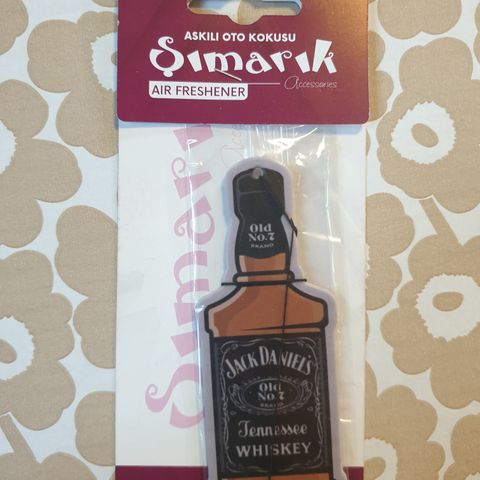 ASKILI OTO KOKUSU
Şımarık
AIR FRESHENER
Accessories
Şımarık
Old
No.7
BRAND
JACK DANIEL'S
Old
No.7
BRAND
Tennessee
WHISKEY